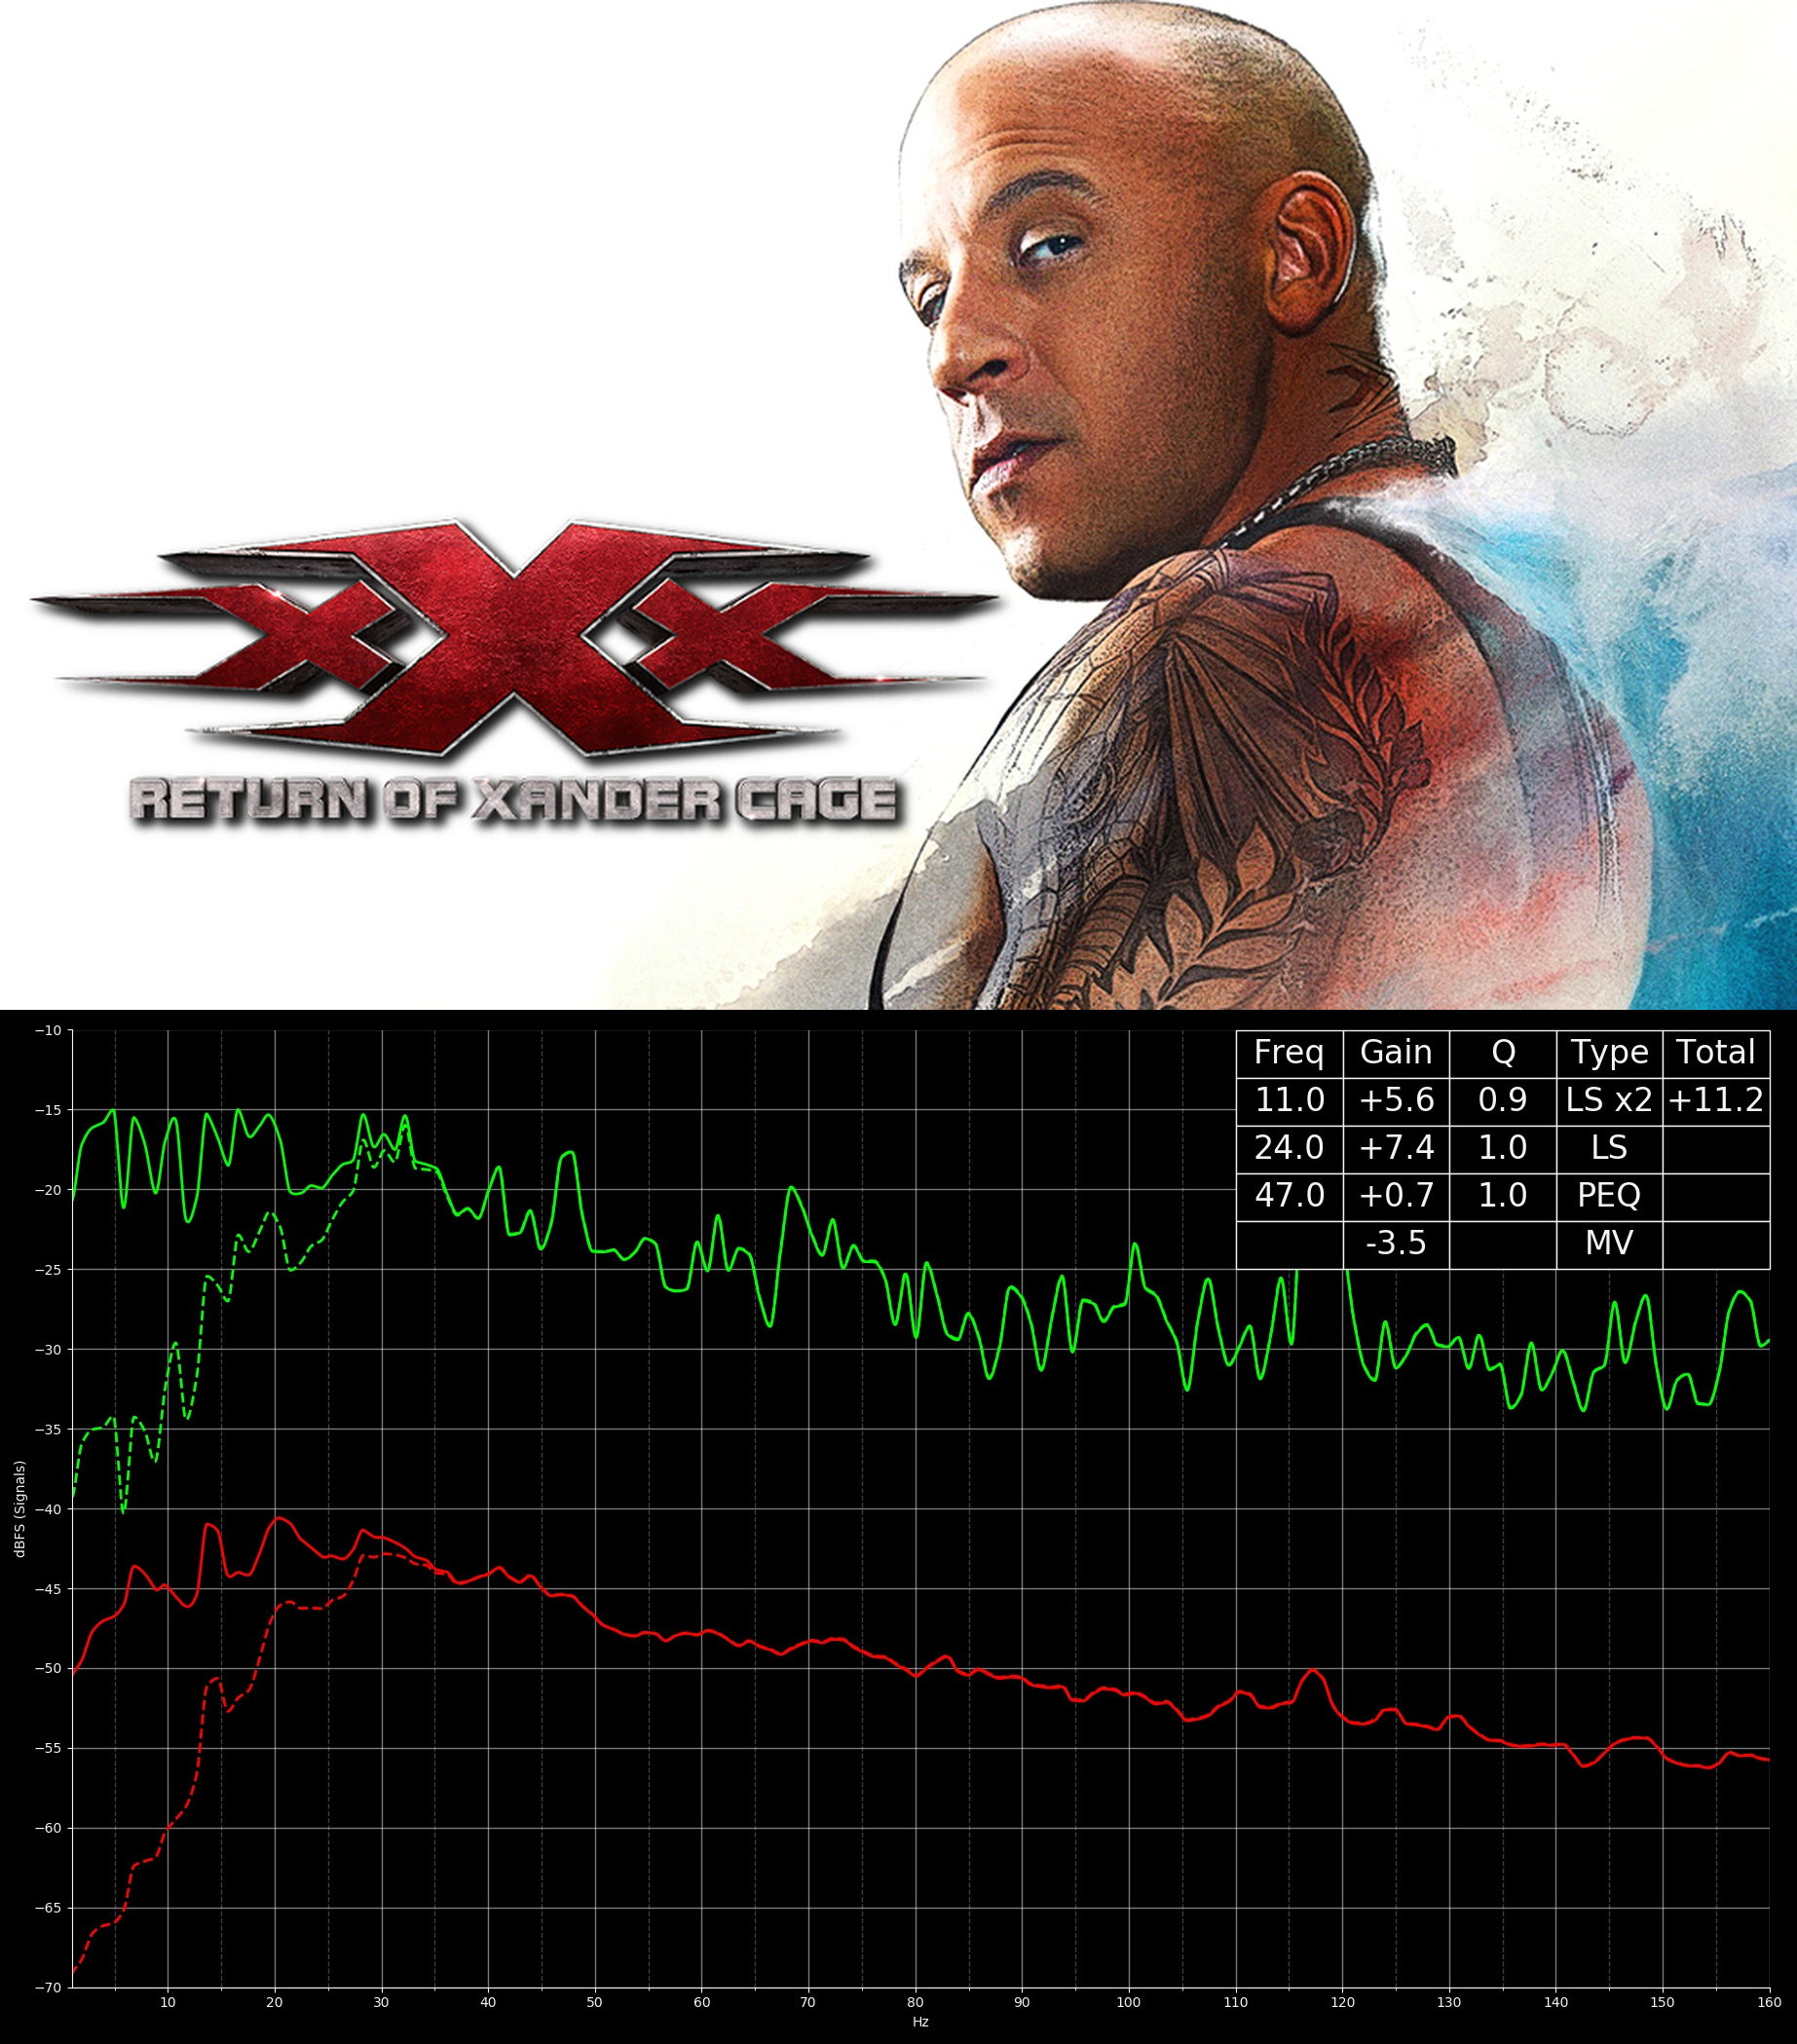 xXx
RETURN OF XANDER CAGE
Freq Gain Q Type Total
11.0 +5.6 0.9 LS x2 +11.2
24.0 +7.4 1.0 LS
47.0 +0.7 1.0 PEQ
-3.5 MV
−10
−15
−20
−25
−30
−35
−40
−45
−50
−55
−60
−65
−70
dBFS (Signals)
10 20 30 40 50 60 70 80 90 100 110 120 130 140 150 160
Hz